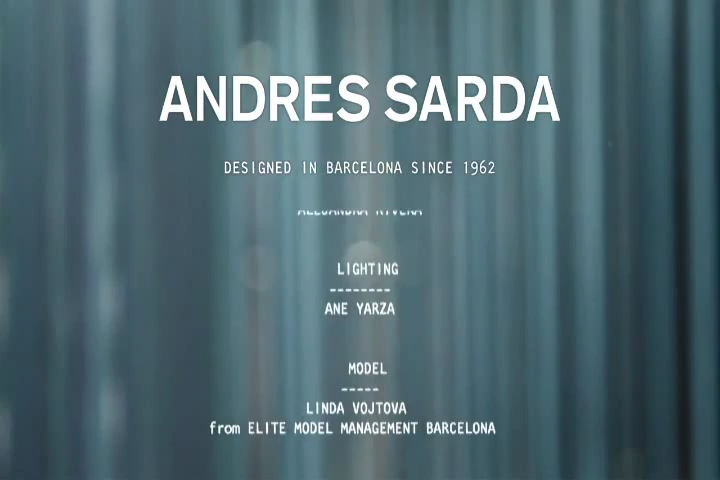 ANDRES SARDA
DESIGNED IN BARCELONA SINCE 1962
LIGHTING
--------
ANE YARZA
MODEL
-----
LINDA VOJTOVA
from ELITE MODEL MANAGEMENT BARCELONA